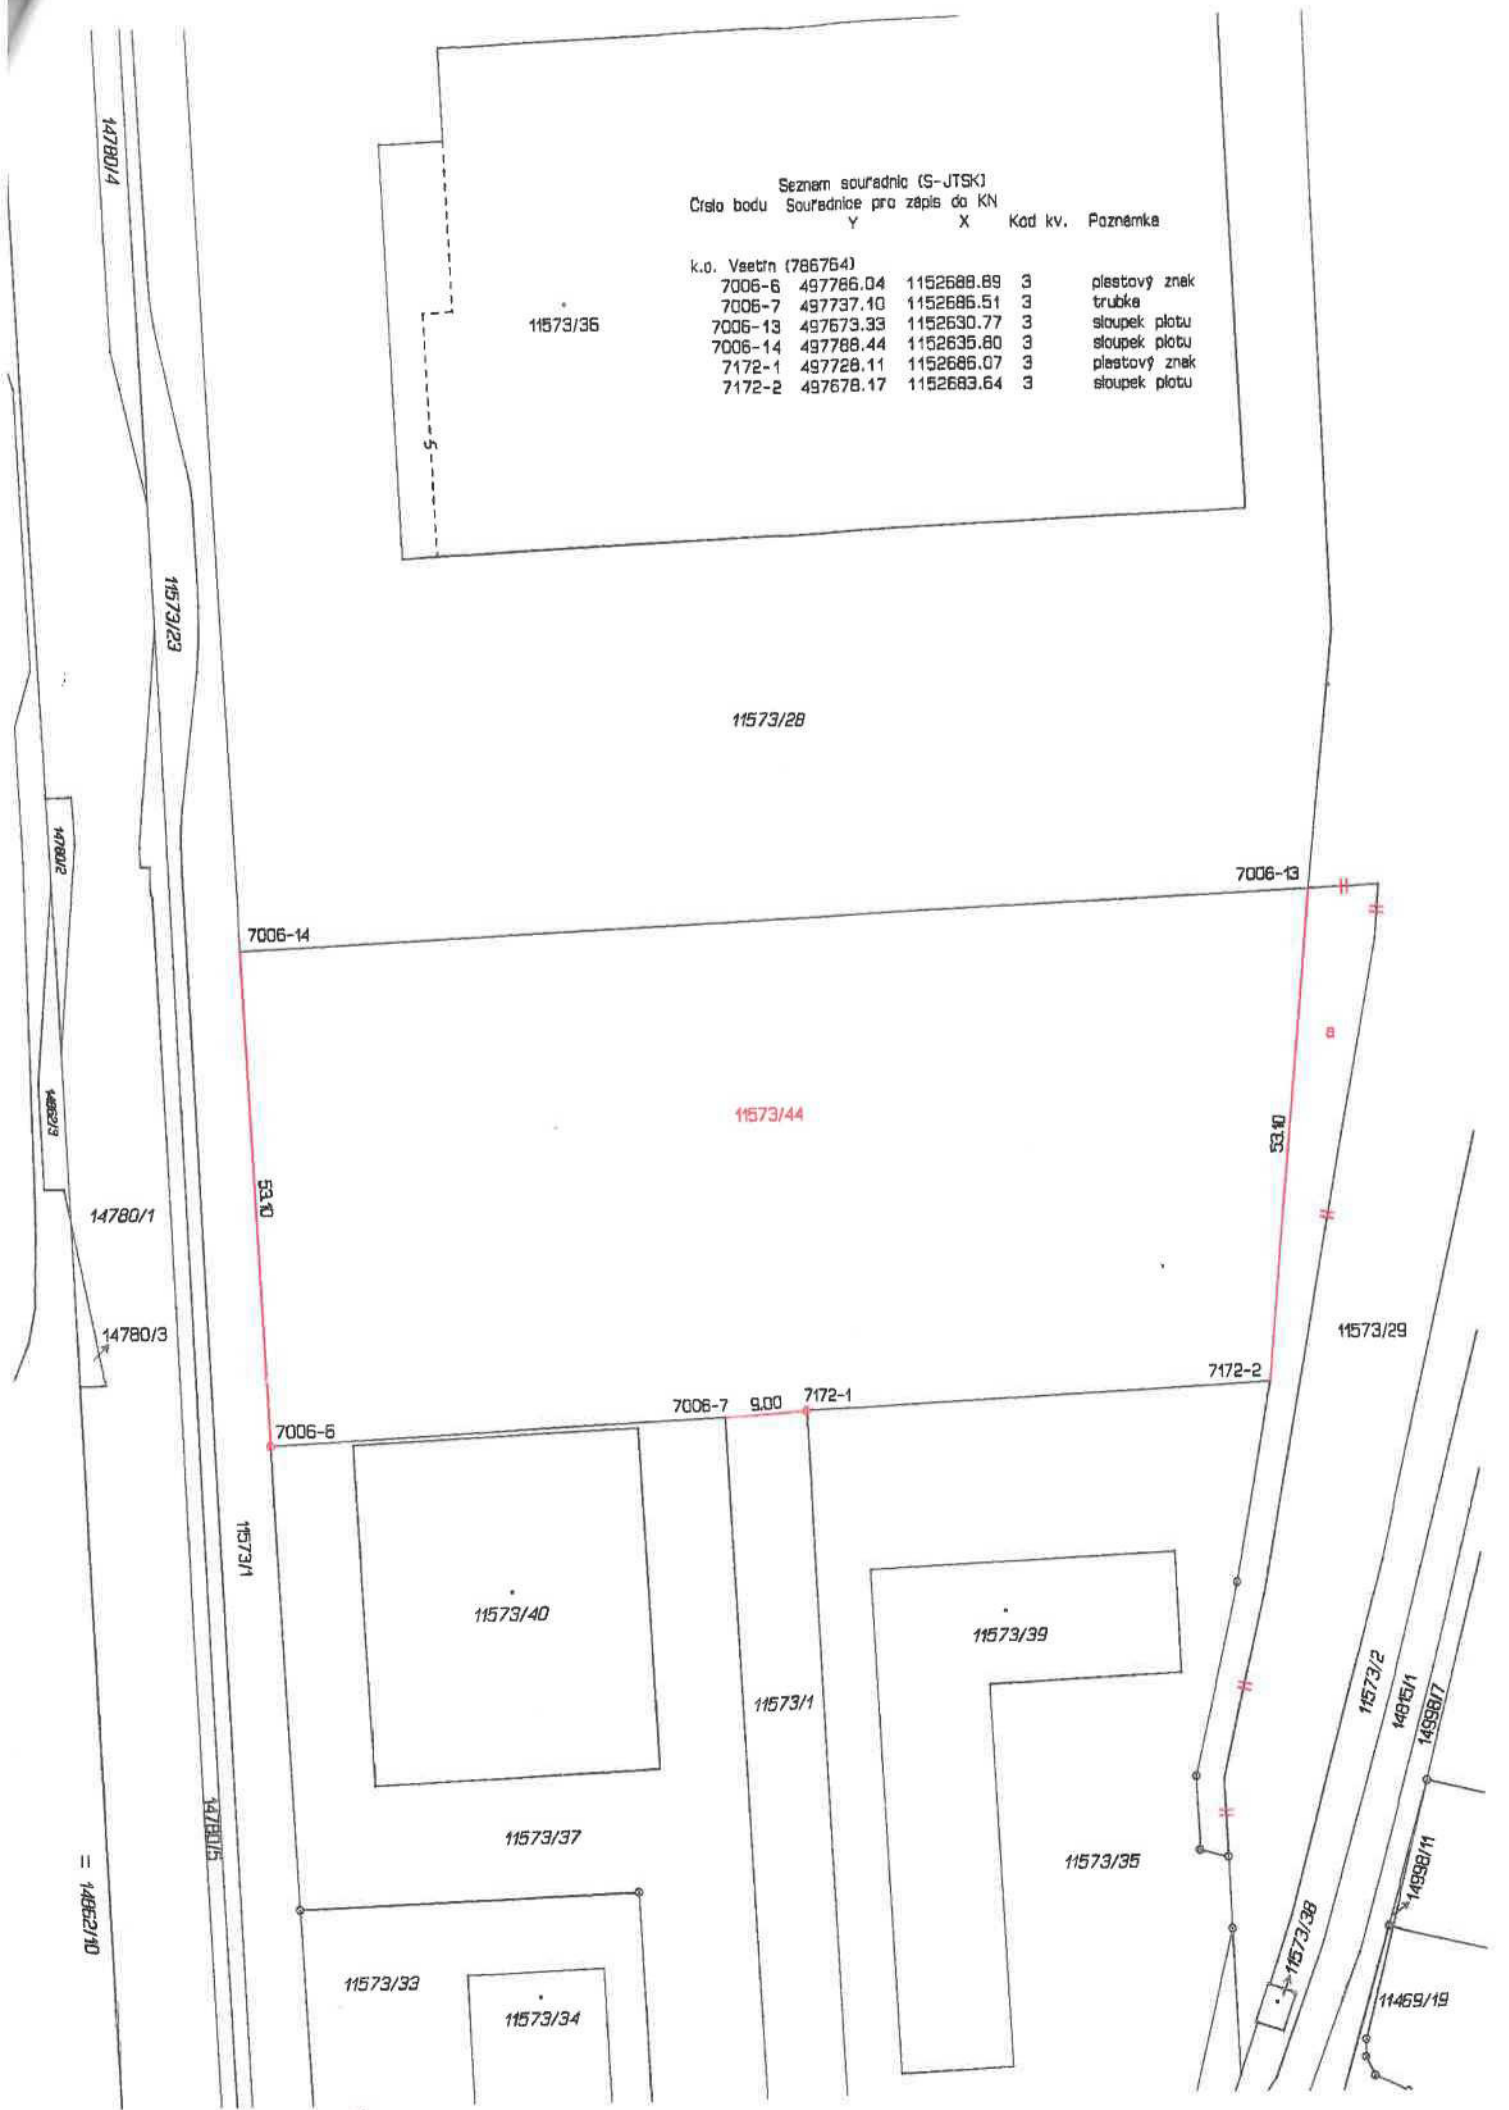 14780/4
Seznam souřadnic (S-JTSK)
Číslo bodu Souřadnice pro zápis do KN
Y X Kód kv. Poznámka
k.o. Vsetín (786764)
7006-6 497786.04 1152688.89 3 plastový znak
7006-7 497737.10 1152686.51 3 trubka
7006-13 497673.33 1152630.77 3 sloupek plotu
7006-14 497788.44 1152635.80 3 sloupek plotu
7172-1 497728.11 1152686.07 3 plastový znak
7172-2 497678.17 1152683.64 3 sloupek plotu
11573/36
5
11573/23
11573/28
14780/2
7006-13
7006-14
a
14862/9
11573/44
53.10
53.10
14780/1
14780/3
11573/29
7172-2
7006-7 9.00 7172-1
7006-6
11573/1
11573/40
11573/39
11573/1
11573/2
14815/1
14998/7
14780/5
11573/37
11573/35
14998/11
= 14862/10
11573/38
11573/33
11573/34
11469/19